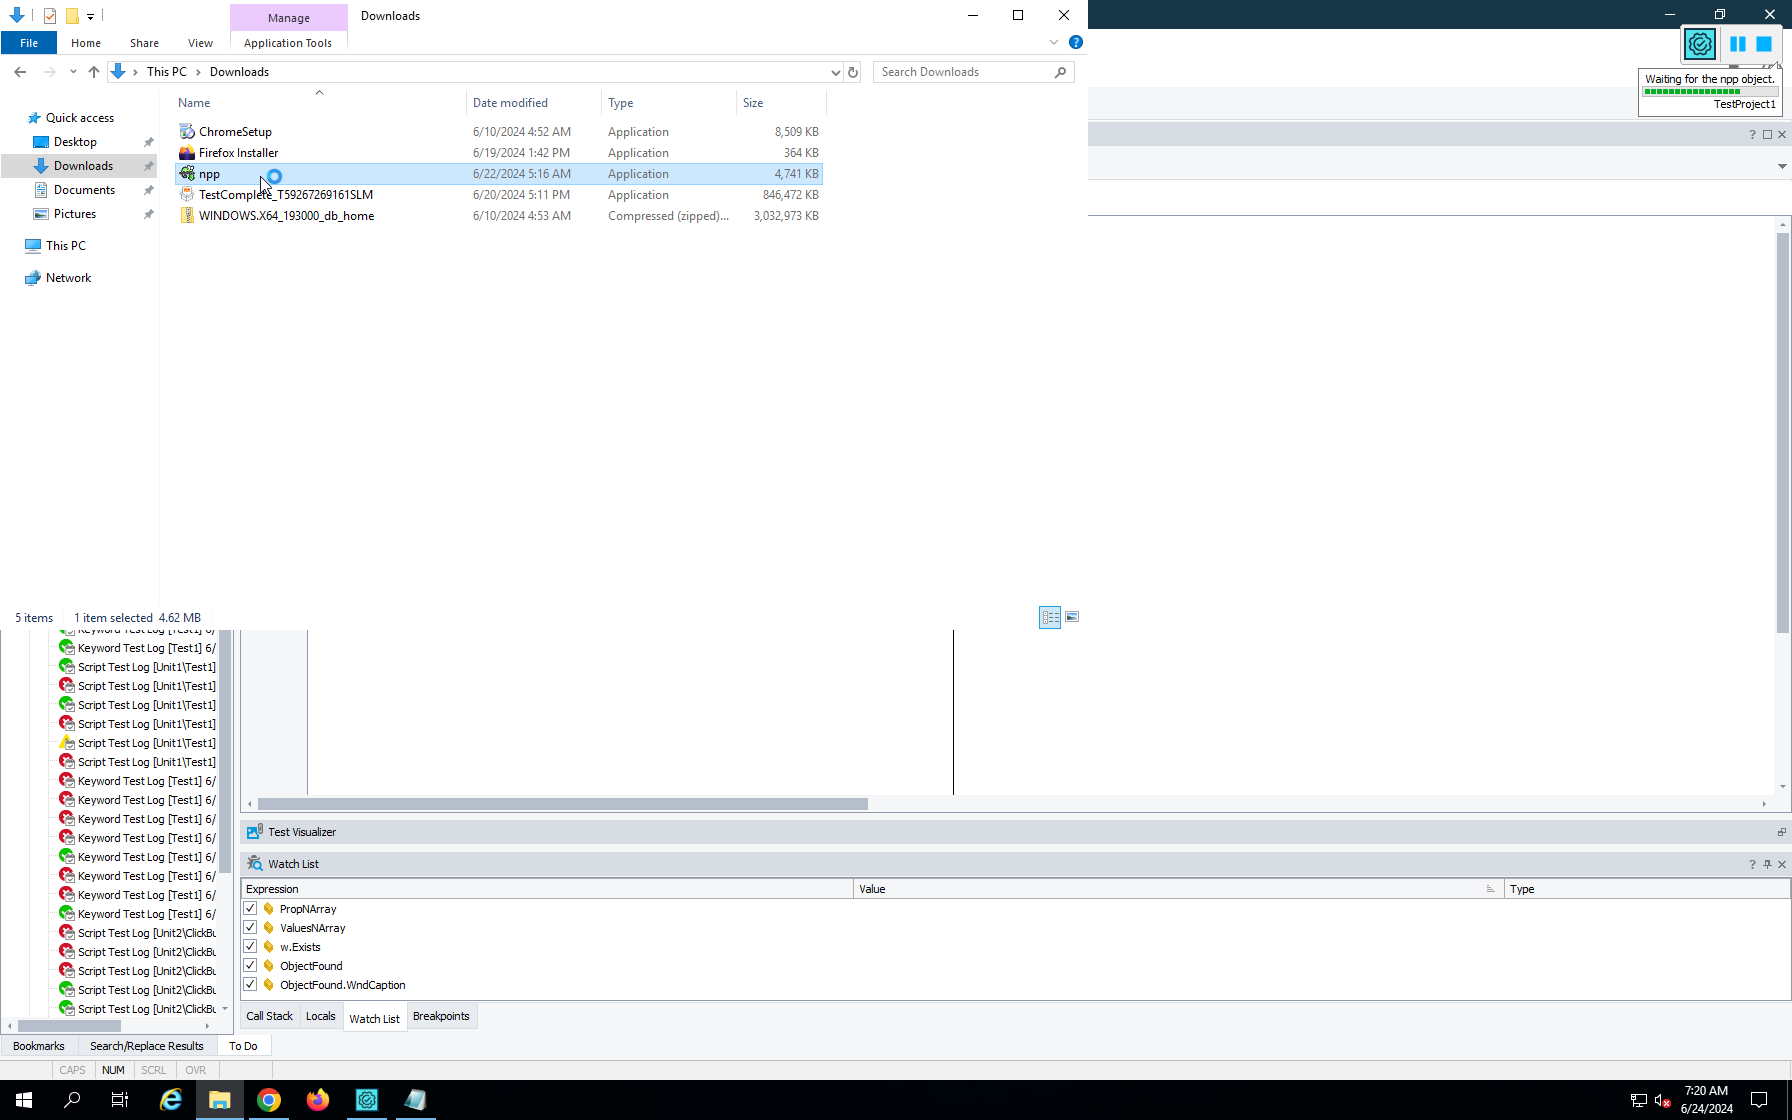 Manage
Downloads
File
Home
Share
View
Application Tools
This PC
Downloads
Search Downloads
Waiting for the npp object.
TestProject1
Name
Date modified
Type
Size
Quick access
Desktop
Downloads
Documents
Pictures
This PC
Network
ChromeSetup 6/10/2024 4:52 AM Application 8,509 KB
Firefox Installer 6/19/2024 1:42 PM Application 364 KB
npp 6/22/2024 5:16 AM Application 4,741 KB
TestComplete_T59267269161SLM 6/20/2024 5:11 PM Application 846,472 KB
WINDOWS.X64_193000_db_home 6/10/2024 4:53 AM Compressed (zipped)... 3,032,973 KB
5 items
1 item selected 4.62 MB
Keyword Test Log [Test1] 6/
Keyword Test Log [Test1] 6/
Script Test Log [Unit1\Test1]
Script Test Log [Unit1\Test1]
Script Test Log [Unit1\Test1]
Script Test Log [Unit1\Test1]
Script Test Log [Unit1\Test1]
Script Test Log [Unit1\Test1]
Keyword Test Log [Test1] 6/
Keyword Test Log [Test1] 6/
Keyword Test Log [Test1] 6/
Keyword Test Log [Test1] 6/
Keyword Test Log [Test1] 6/
Keyword Test Log [Test1] 6/
Keyword Test Log [Test1] 6/
Keyword Test Log [Test1] 6/
Script Test Log [Unit2\ClickBu
Script Test Log [Unit2\ClickBu
Script Test Log [Unit2\ClickBu
Script Test Log [Unit2\ClickBu
Script Test Log [Unit2\ClickBu
Bookmarks
Search/Replace Results
To Do
Test Visualizer
Watch List
Expression
Value
Type
PropNArray
ValuesNArray
w.Exists
ObjectFound
ObjectFound.WndCaption
Call Stack
Locals
Watch List
Breakpoints
CAPS
NUM
SCRL
OVR
7:20 AM
6/24/2024